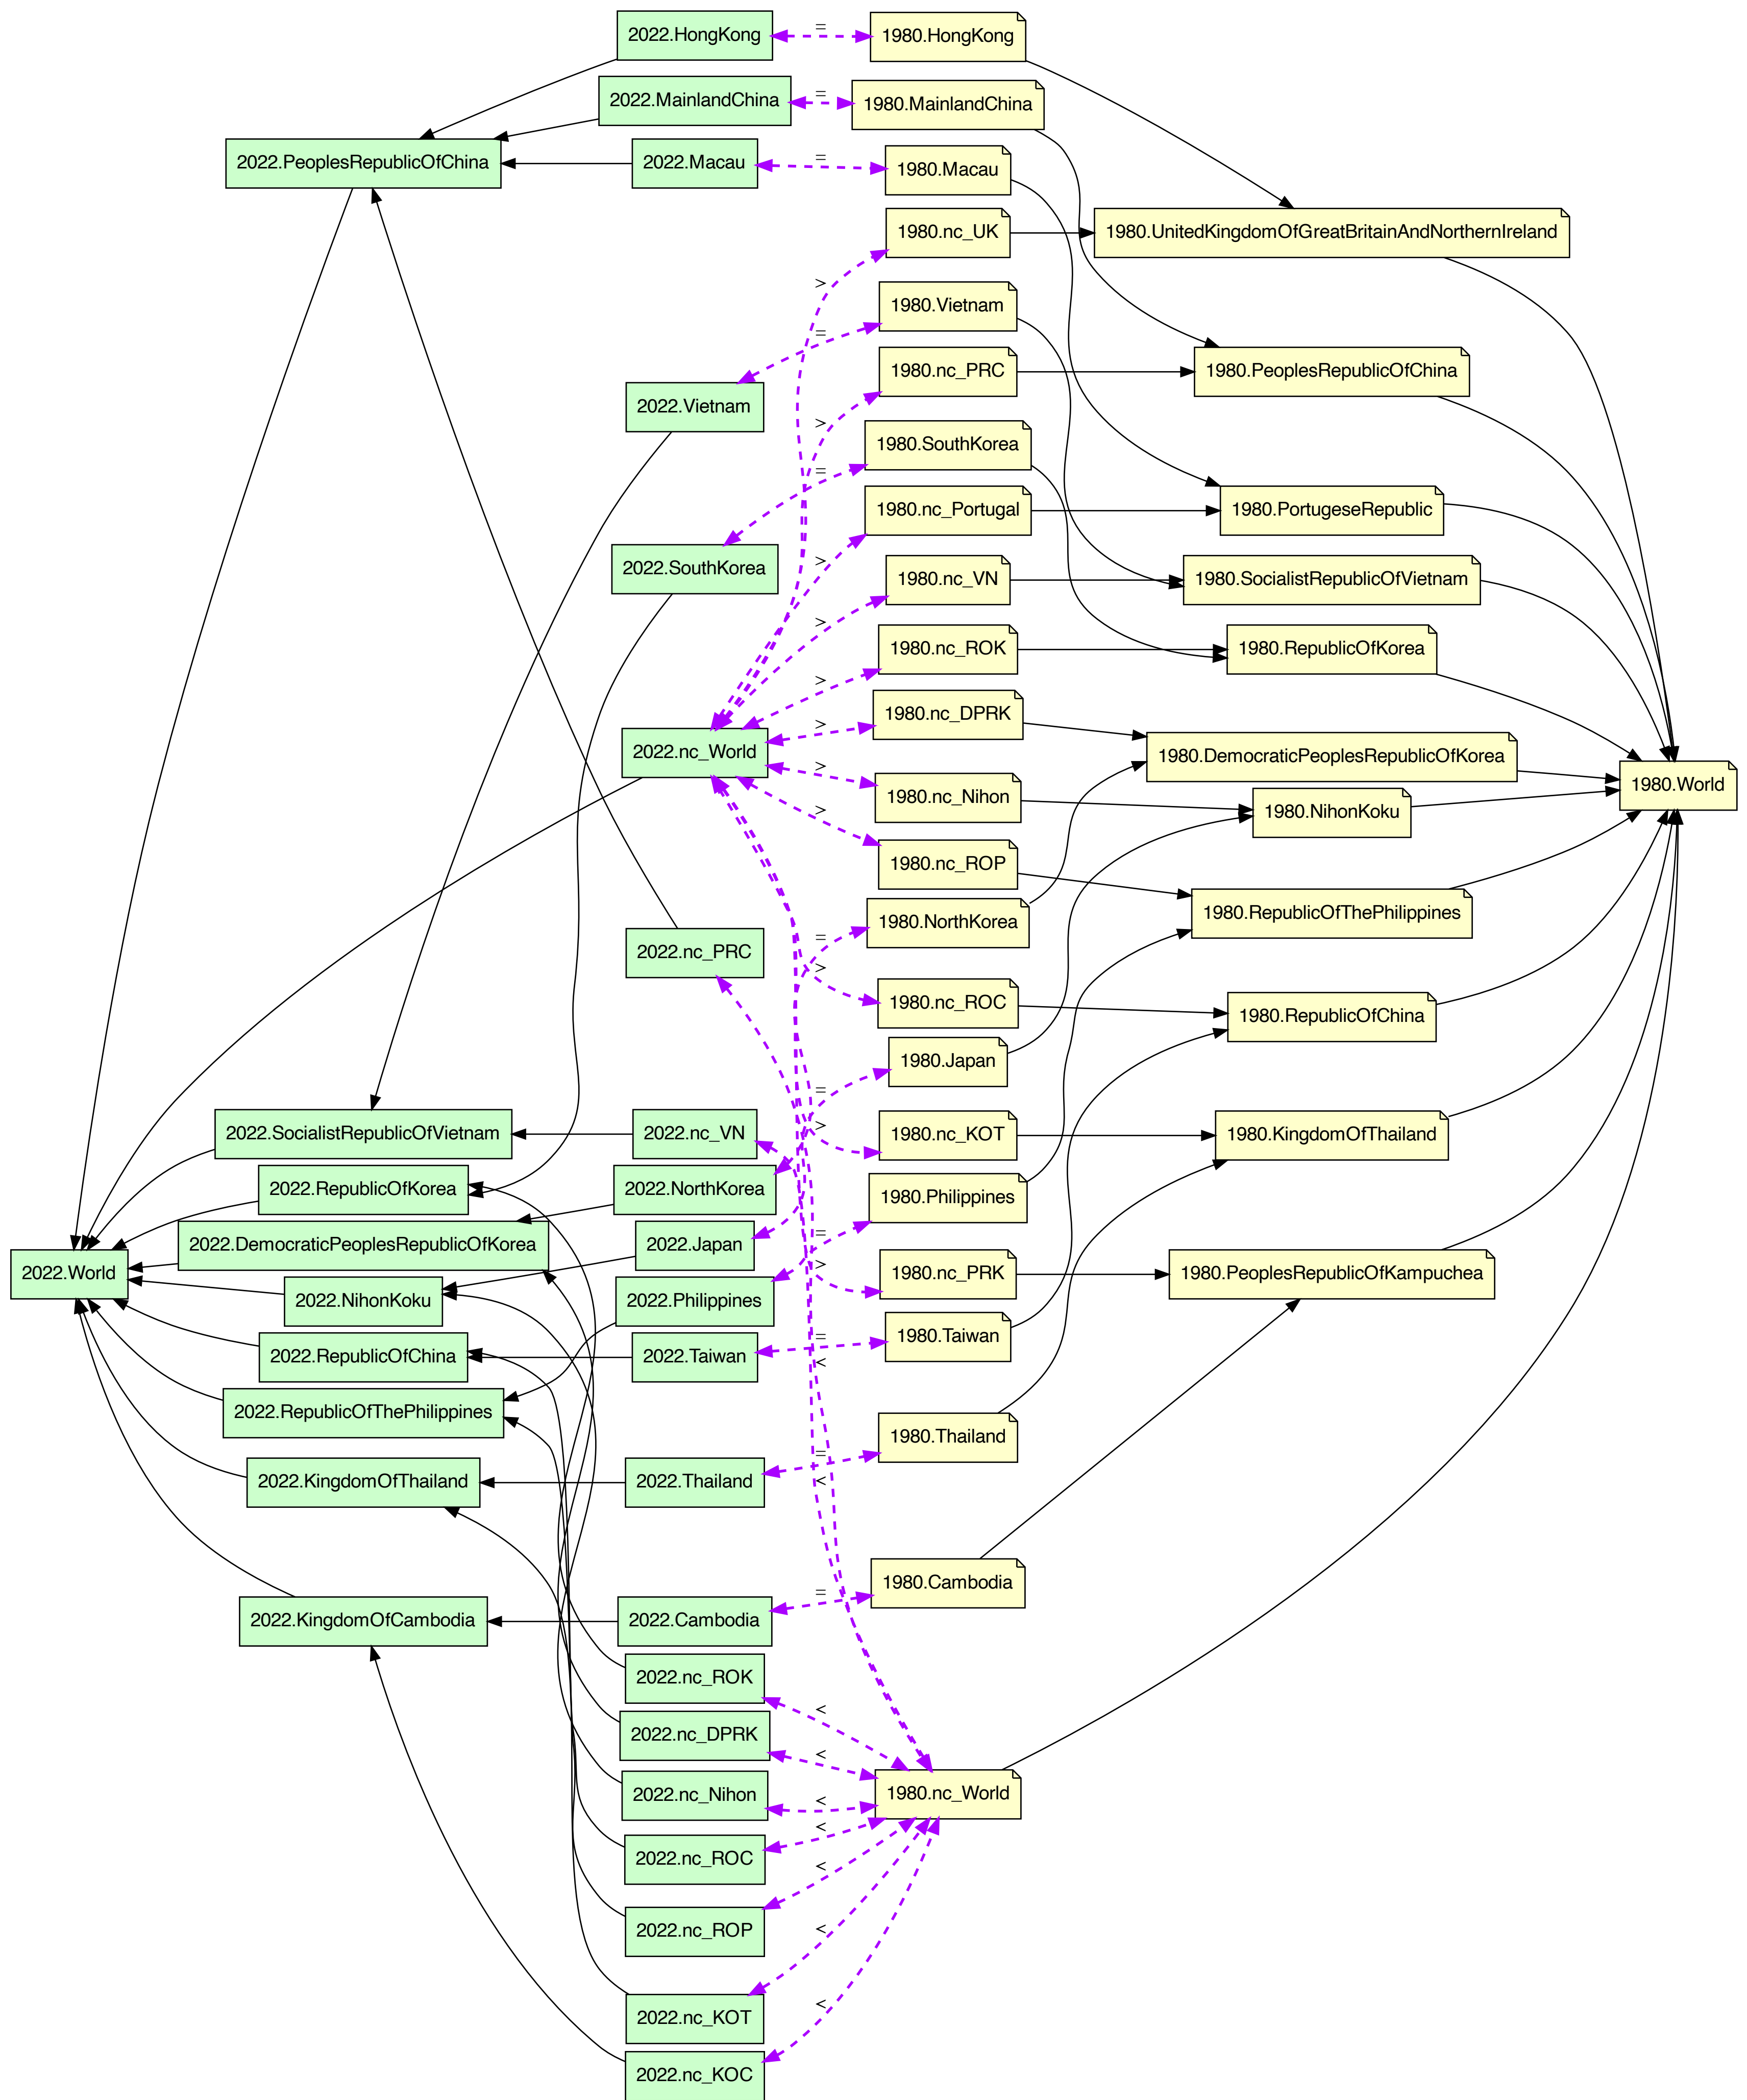 2022.HongKong
=
1980.HongKong
2022.MainlandChina
=
1980.MainlandChina
2022.PeoplesRepublicOfChina
2022.Macau
=
1980.Macau
1980.nc_UK
1980.UnitedKingdomOfGreatBritainAndNorthernIreland
>
1980.Vietnam
=
1980.nc_PRC
1980.PeoplesRepublicOfChina
2022.Vietnam
>
1980.SouthKorea
=
1980.nc_Portugal
1980.PortugeseRepublic
2022.SouthKorea
>
1980.nc_VN
1980.SocialistRepublicOfVietnam
>
1980.nc_ROK
1980.RepublicOfKorea
>
1980.nc_DPRK
>
2022.nc_World
1980.DemocraticPeoplesRepublicOfKorea
>
1980.World
1980.nc_Nihon
1980.NihonKoku
>
1980.nc_ROP
1980.RepublicOfThePhilippines
1980.NorthKorea
=
2022.nc_PRC
>
1980.nc_ROC
1980.RepublicOfChina
1980.Japan
=
2022.SocialistRepublicOfVietnam
2022.nc_VN
>
1980.nc_KOT
1980.KingdomOfThailand
2022.RepublicOfKorea
2022.NorthKorea
1980.Philippines
=
2022.DemocraticPeoplesRepublicOfKorea
2022.Japan
2022.World
>
1980.nc_PRK
1980.PeoplesRepublicOfKampuchea
2022.NihonKoku
2022.Philippines
=
1980.Taiwan
2022.RepublicOfChina
2022.Taiwan
<
2022.RepublicOfThePhilippines
1980.Thailand
=
2022.KingdomOfThailand
2022.Thailand
<
1980.Cambodia
=
2022.KingdomOfCambodia
2022.Cambodia
2022.nc_ROK
<
2022.nc_DPRK
<
2022.nc_Nihon
<
1980.nc_World
<
2022.nc_ROC
<
2022.nc_ROP
<
2022.nc_KOT
<
2022.nc_KOC